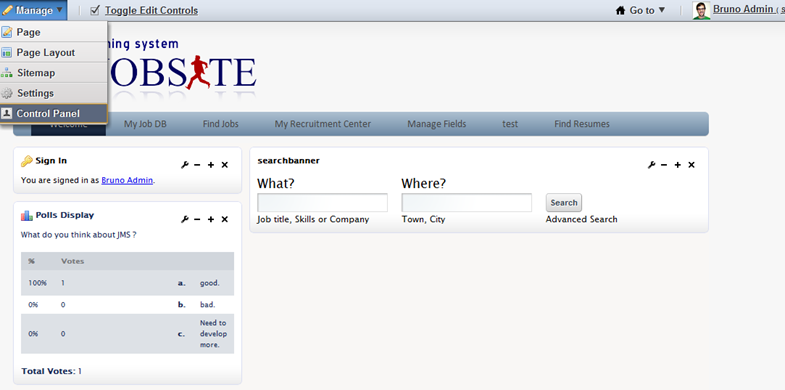 Manage
Toggle Edit Controls
Go to
Bruno Admin (
Page
Page Layout
Sitemap
Settings
Control Panel
ning system
JOBSITE
Welcome
My Job DB
Find Jobs
My Recruitment Center
Manage Fields
test
Find Resumes
Sign In
You are signed in as Bruno Admin.
searchbanner
What?
Where?
Search
Job title, Skills or Company
Town, City
Advanced Search
Polls Display
What do you think about JMS ?
% Votes
100% 1 a. good.
0% 0 b. bad.
0% 0 c. Need to
develop
more.
Total Votes: 1